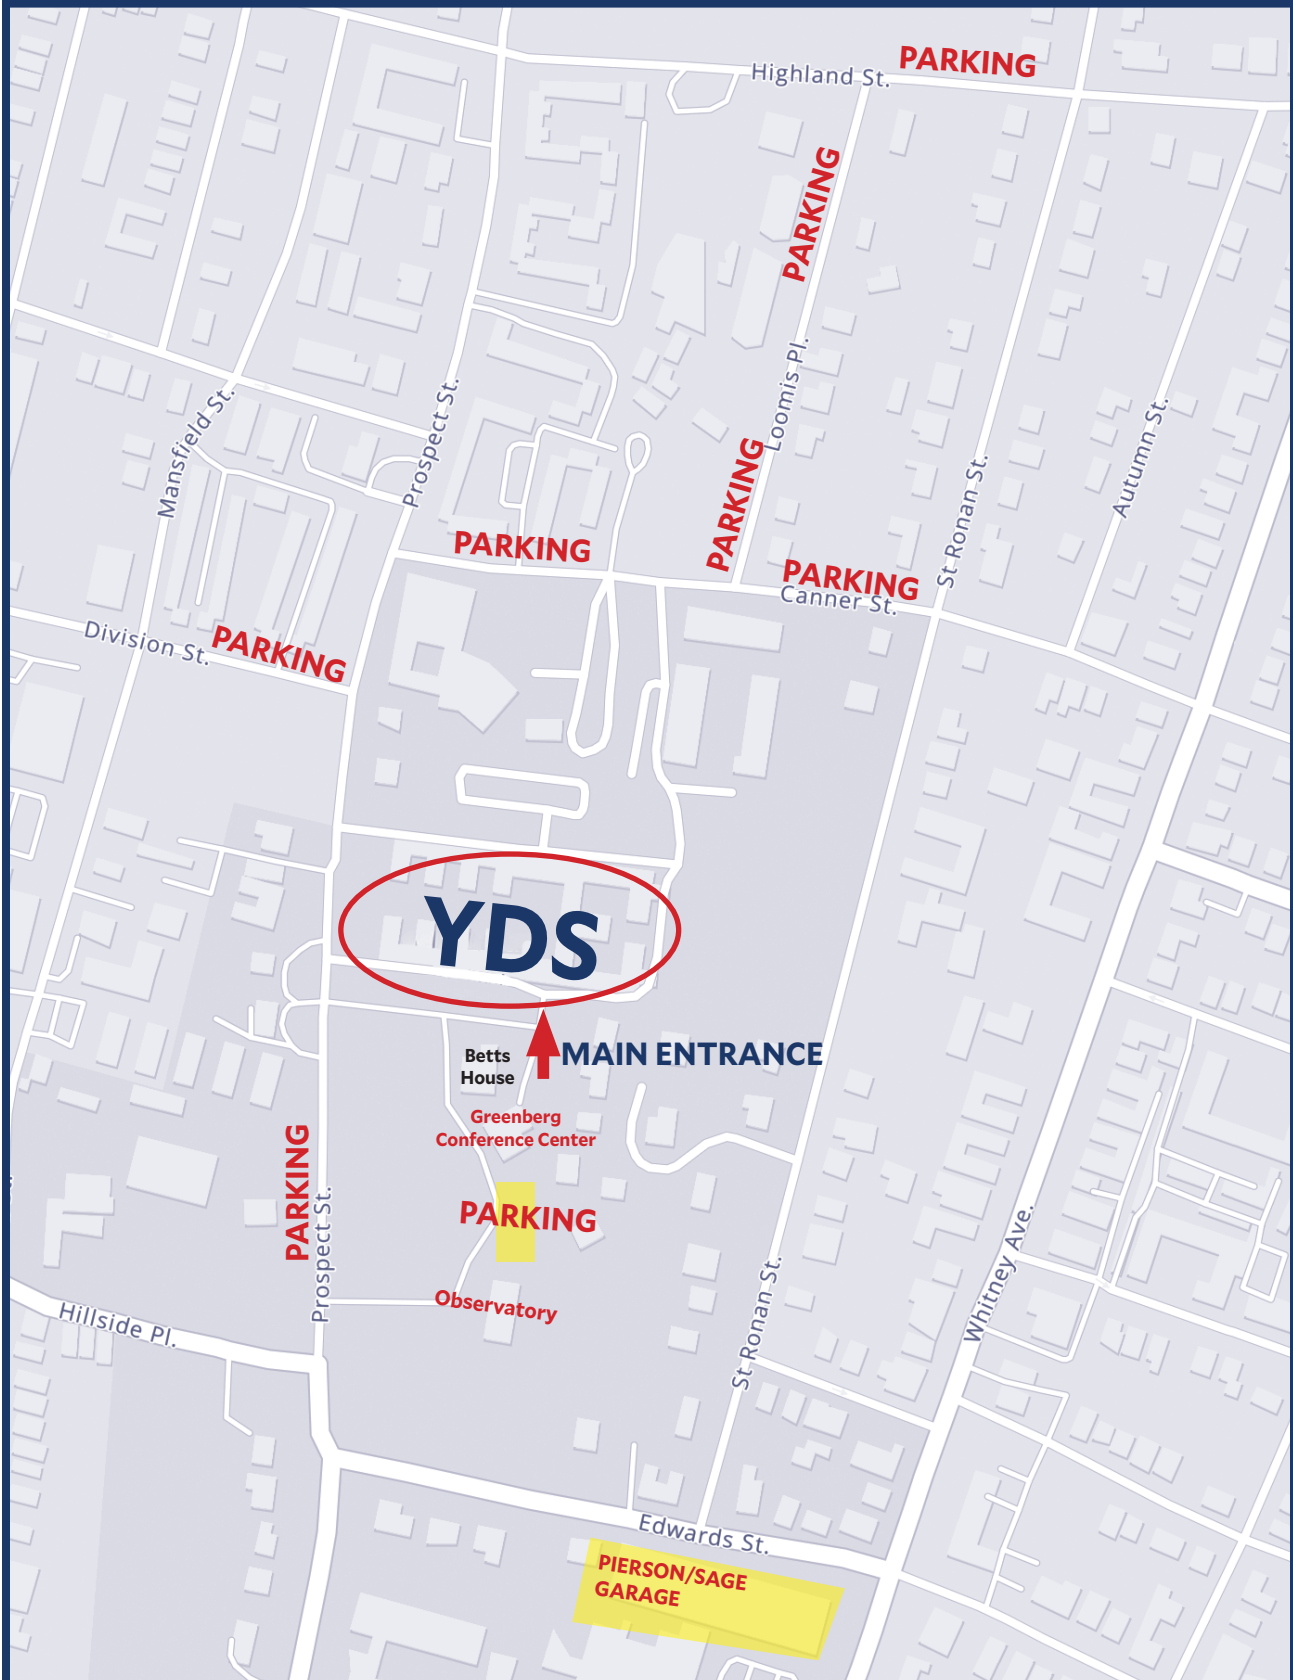 PARKING
Highland St.
PARKING
Loomis Pl.
Prospect St.
Mansfield St.
Autumn St.
PARKING
St Ronan St.
PARKING
PARKING
Canner St.
Division St.
PARKING
YDS
Betts
House
MAIN ENTRANCE
Greenberg
Conference Center
PARKING
Prospect St.
PARKING
Observatory
Hillside Pl.
St Ronan St.
Whitney Ave.
Edwards St.
PIERSON/SAGE
GARAGE